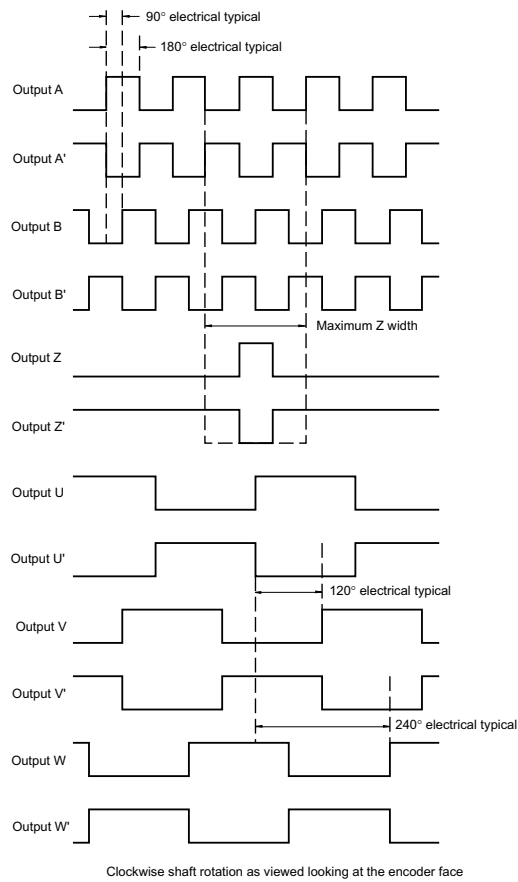 90° electrical typical
180° electrical typical
Output A
Output A'
Output B
Output B'
Maximum Z width
Output Z
Output Z'
Output U
Output U'
120° electrical typical
Output V
Output V'
240° electrical typical
Output W
Output W'
Clockwise shaft rotation as viewed looking at the encoder face